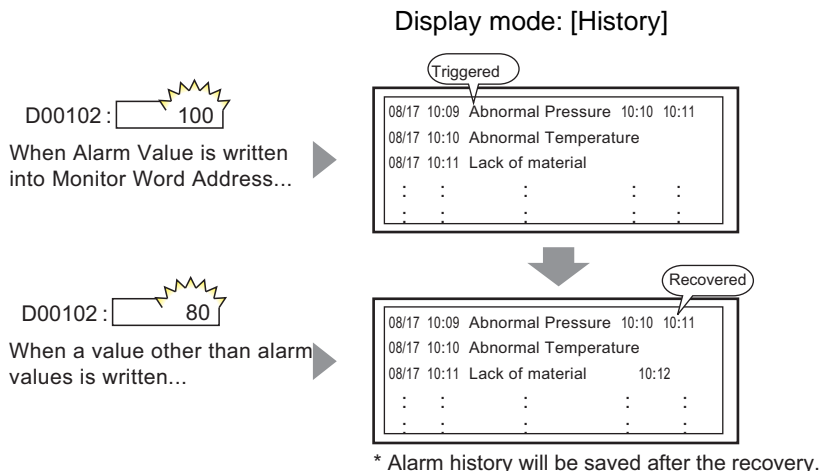 Display mode: [History]
Triggered
D00102 : 100
When Alarm Value is written
into Monitor Word Address...
08/17 10:09 Abnormal Pressure 10:10 10:11
08/17 10:10 Abnormal Temperature
08/17 10:11 Lack of material
: : : : :
: : : : :
Recovered
D00102 : 80
When a value other than alarm
values is written...
08/17 10:09 Abnormal Pressure 10:10 10:11
08/17 10:10 Abnormal Temperature
08/17 10:11 Lack of material 10:12
: : : : :
: : : : :
* Alarm history will be saved after the recovery.